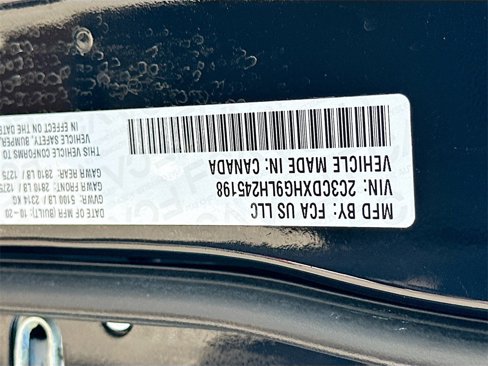 MFD BY: FCA US LLC
DATE OF MFR (BUILT): 10-20
GVWR: 5100 LB / 2314 KG
GAWR FRONT: 2810 LB / 1275
GAWR REAR: 2810 LB / 1275
THIS VEHICLE CONFORMS TO
VEHICLE SAFETY, BUMPER,
IN EFFECT ON THE DATE
VIN: 2C3CDXHG9LH245198
VEHICLE MADE IN: CANADA